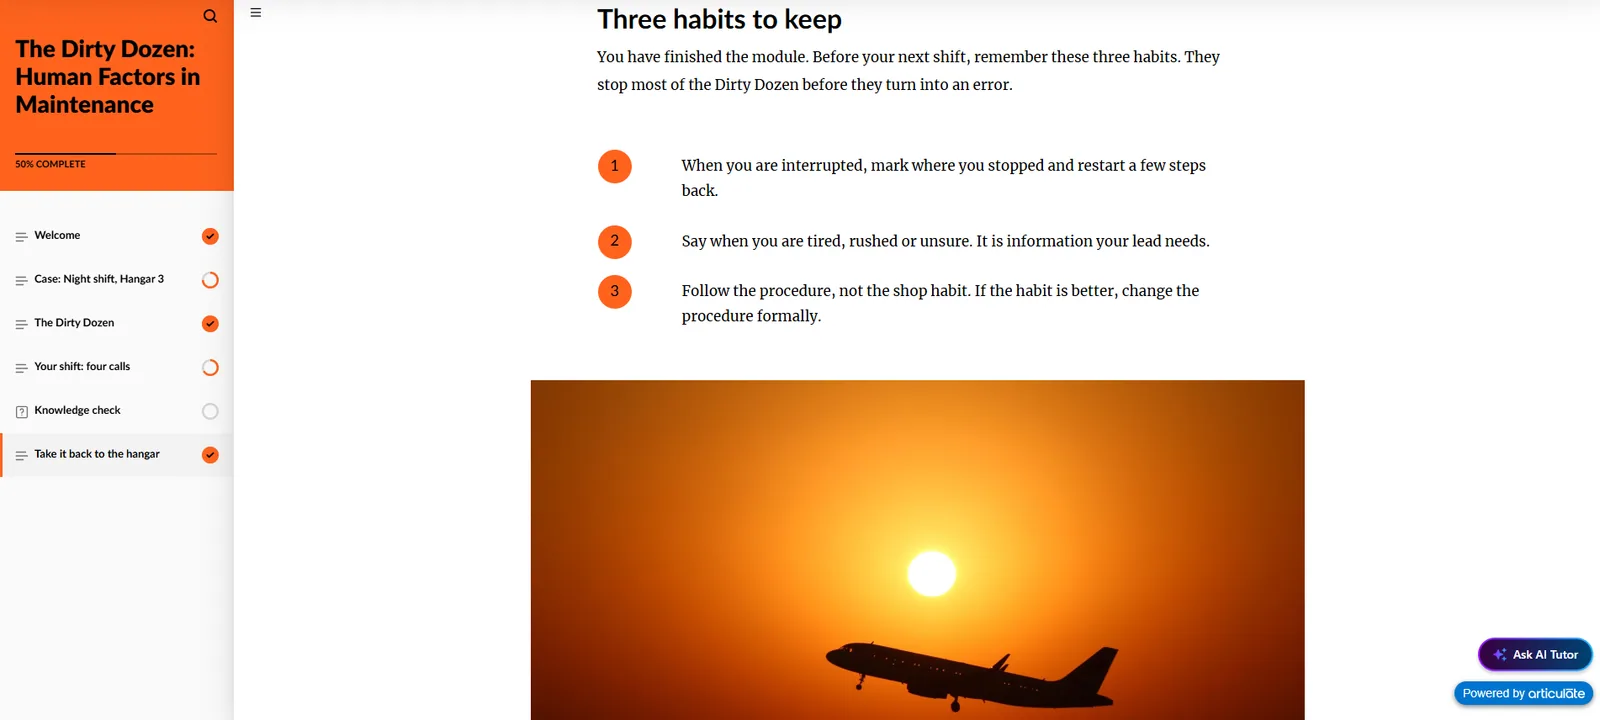 The Dirty Dozen:
Human Factors in
Maintenance
50% COMPLETE
Welcome
Case: Night shift, Hangar 3
The Dirty Dozen
Your shift: four calls
Knowledge check
Take it back to the hangar
Three habits to keep
You have finished the module. Before your next shift, remember these three habits. They
stop most of the Dirty Dozen before they turn into an error.
1
When you are interrupted, mark where you stopped and restart a few steps
back.
2
Say when you are tired, rushed or unsure. It is information your lead needs.
3
Follow the procedure, not the shop habit. If the habit is better, change the
procedure formally.
Ask AI Tutor
Powered by articulate